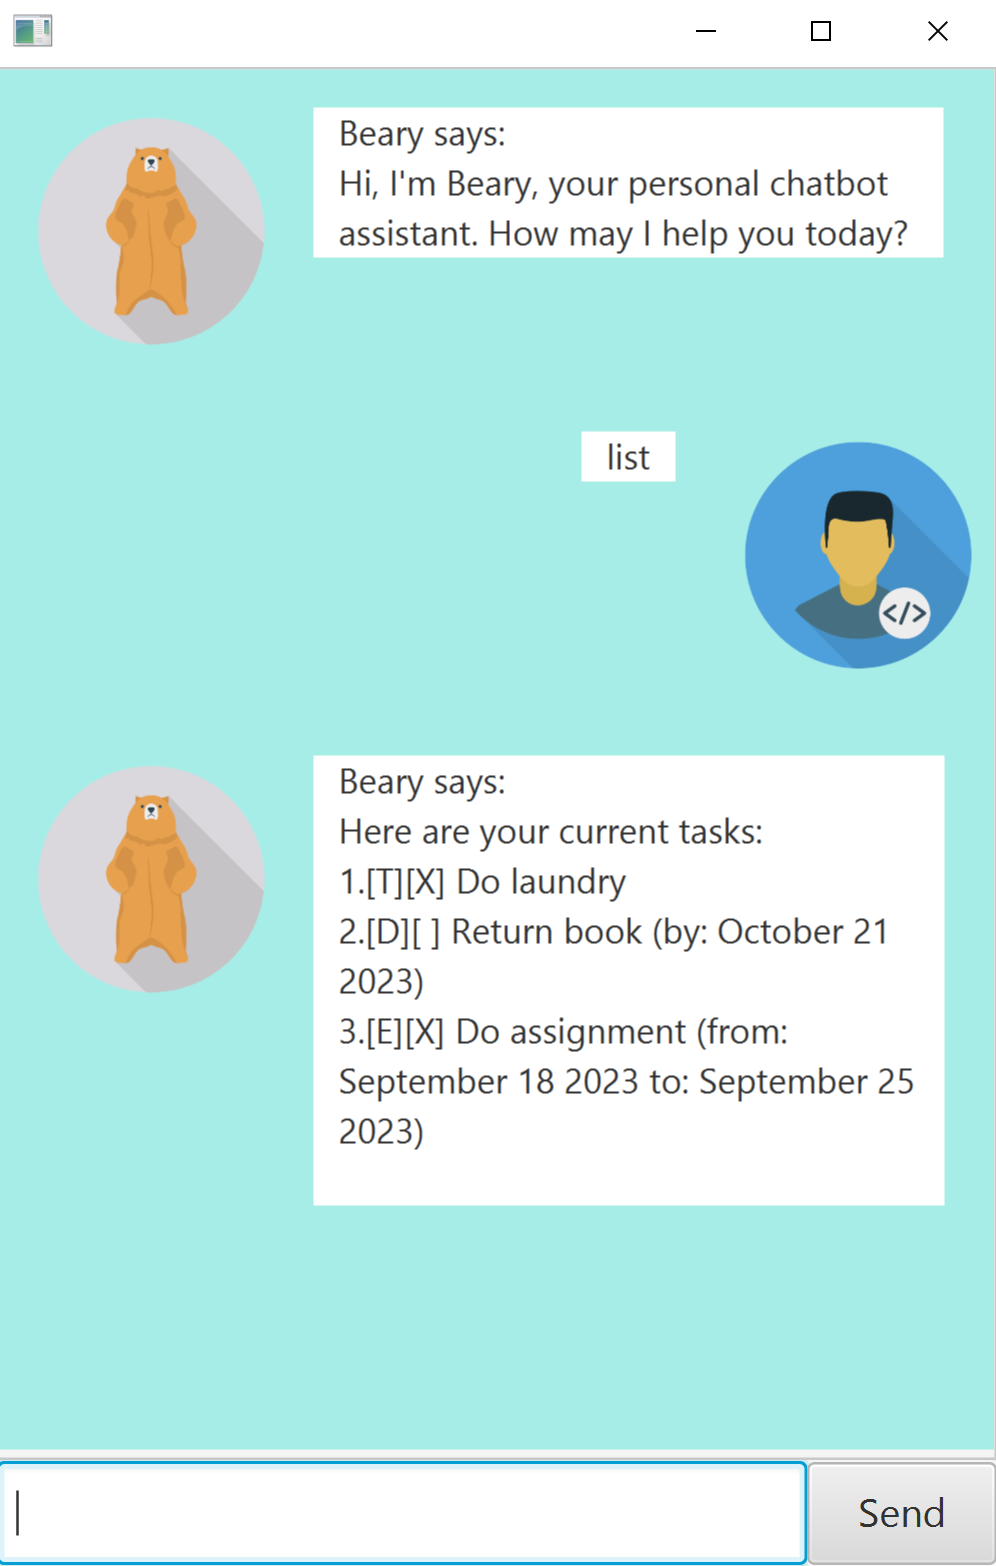 Beary says:
Hi, I'm Beary, your personal chatbot
assistant. How may I help you today?
list
</>
Beary says:
Here are your current tasks:
1.[T][X] Do laundry
2.[D][ ] Return book (by: October 21
2023)
3.[E][X] Do assignment (from:
September 18 2023 to: September 25
2023)
Send